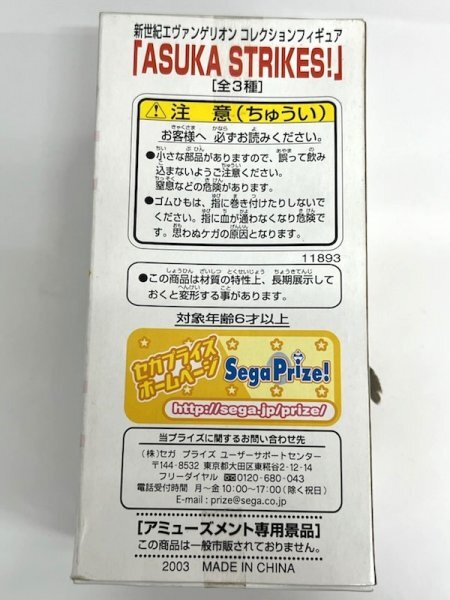 新世紀エヴァンゲリオン コレクションフィギュア
「ASUKA STRIKES!」
[全3種]
注 意(ちゅうい)
お客様へ 必ずお読みください。
●小さな部品がありますので、誤って飲み
込まないようご注意ください。
窒息などの危険があります。
●ゴムひもは、指に巻き付けたりしないで
ください。指に血が通わなくなり危険で
す。思わぬケガの原因となります。
11893
●この商品は材質の特性上、長期展示して
おくと変形する事があります。
対象年齢6才以上
セガプライズ
ホームページ
SegaPrize!
http://sega.jp/prize/
当プライズに関するお問い合わせ先
(株)セガ プライズ ユーザーサポートセンター
〒144-8532 東京都大田区東糀谷2-12-14
フリーダイヤル 0120-680-043
電話受付時間 月〜金 10:00〜17:00(除く祝日)
E-mail : prize@sega.co.jp
[アミューズメント専用景品]
この商品は一般市販されておりません。
2003 MADE IN CHINA